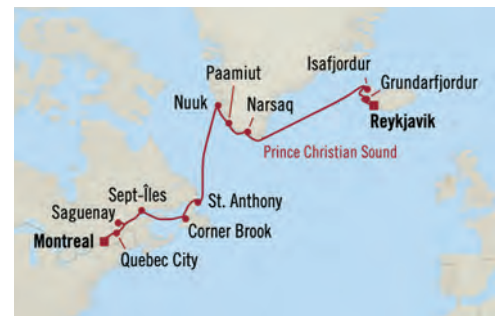 Isafjordur
Paamiut
Grundarfjordur
Nuuk
Narsaq
Reykjavik
Prince Christian Sound
Sept-Îles
St. Anthony
Saguenay
Corner Brook
Montreal
Quebec City